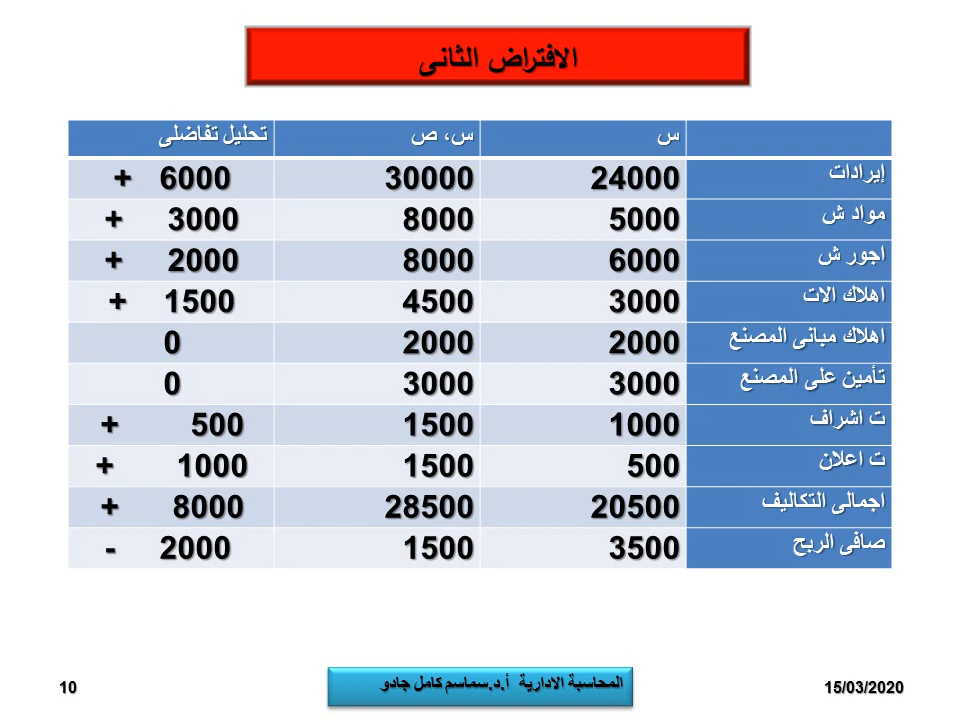 الافتراض الثانى
س س، ص تحليل تفاضلى
إيرادات 24000 30000 6000 +
مواد ش 5000 8000 3000 +
اجور ش 6000 8000 2000 +
اهلاك الات 3000 4500 1500 +
اهلاك مبانى المصنع 2000 2000 0
تأمين على المصنع 3000 3000 0
ت اشراف 1000 1500 500 +
ت اعلان 500 1500 1000 +
اجمالى التكاليف 20500 28500 8000 +
صافى الربح 3500 1500 2000 -
15/03/2020 المحاسبة الادارية أ.د.سماسم كامل جادو 10